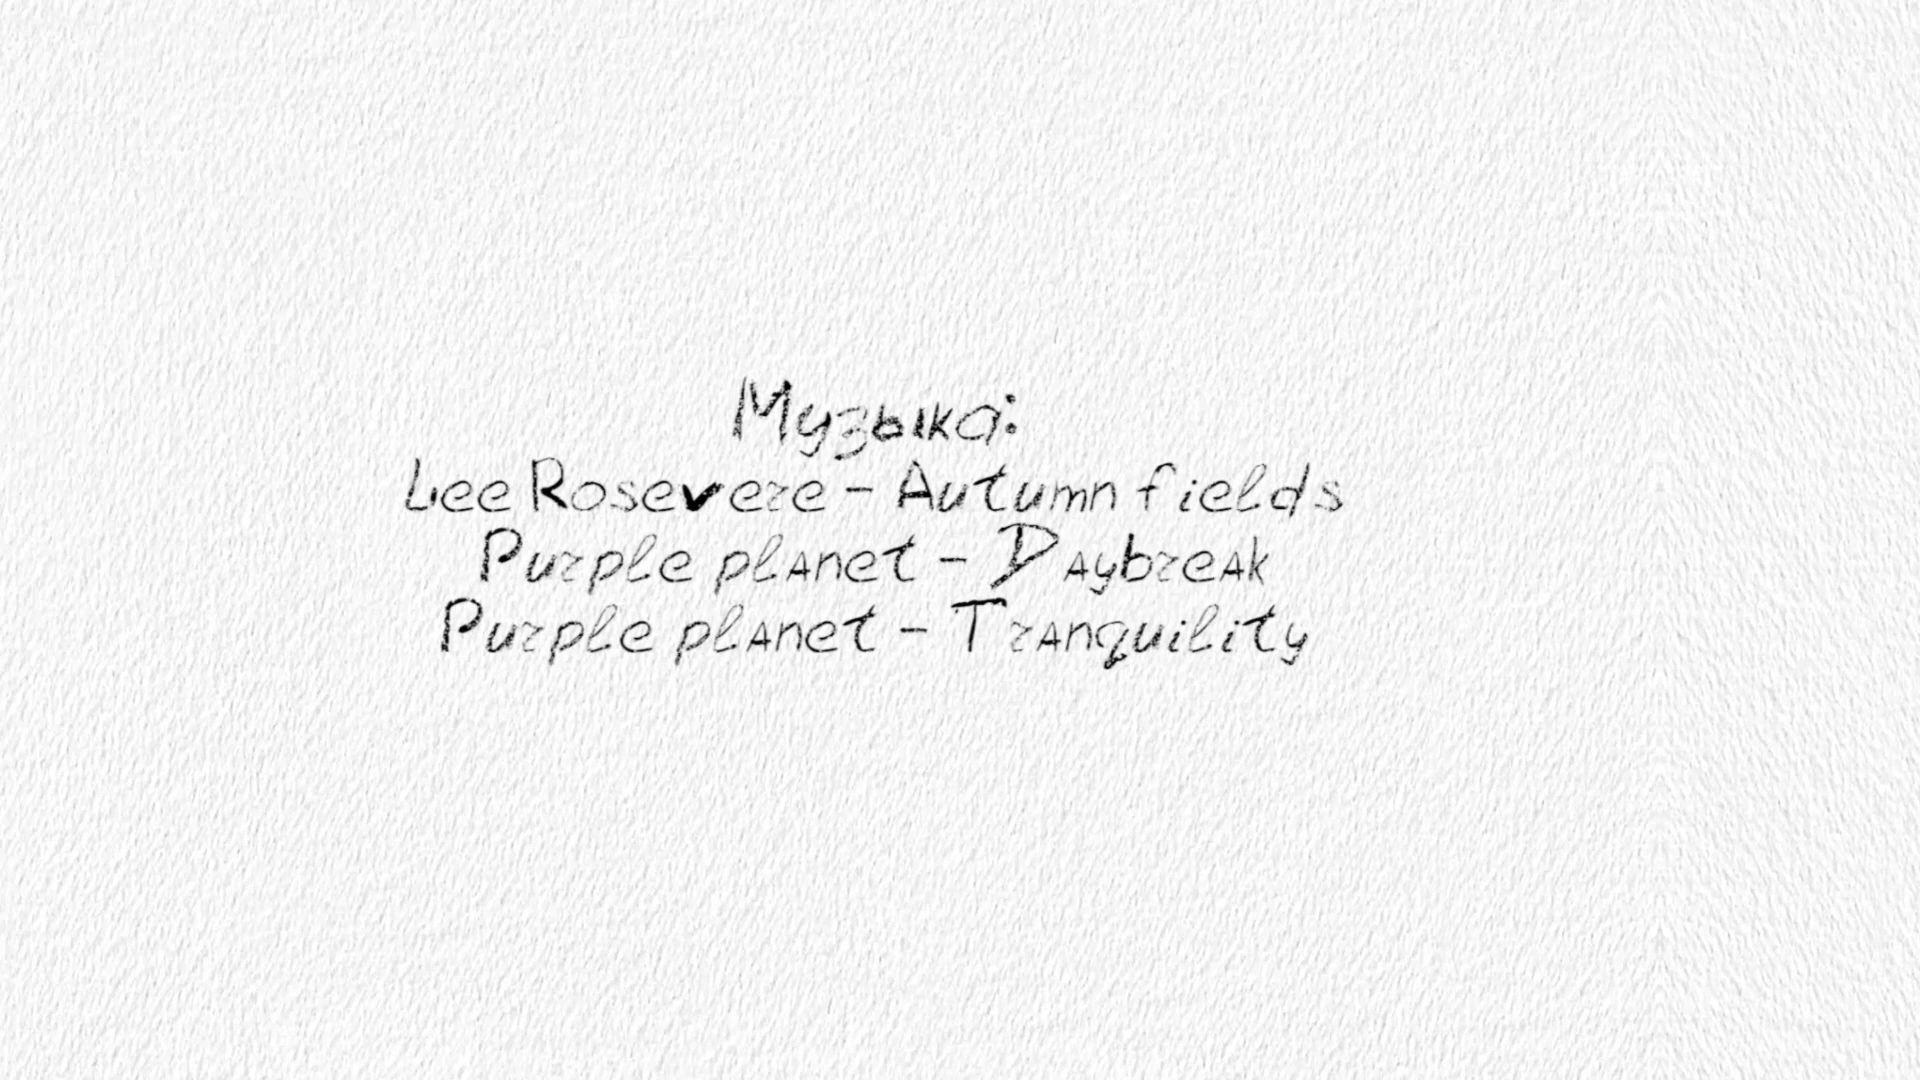 Музыка:
Lee Rosevere - Autumn fields
Purple planet - Daybreak
Purple planet - Tranquility